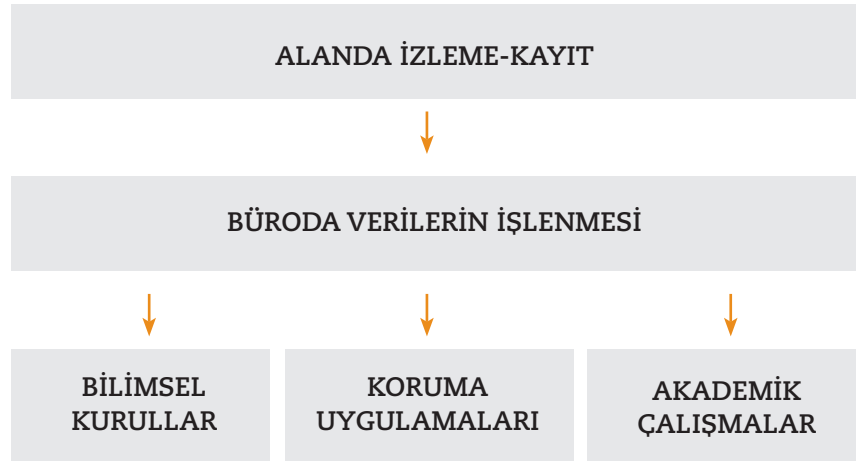 ALANDA İZLEME-KAYIT
BÜRODA VERİLERİN İŞLENMESİ
BİLİMSEL
KURULLAR
KORUMA
UYGULAMALARI
AKADEMİK
ÇALIŞMALAR